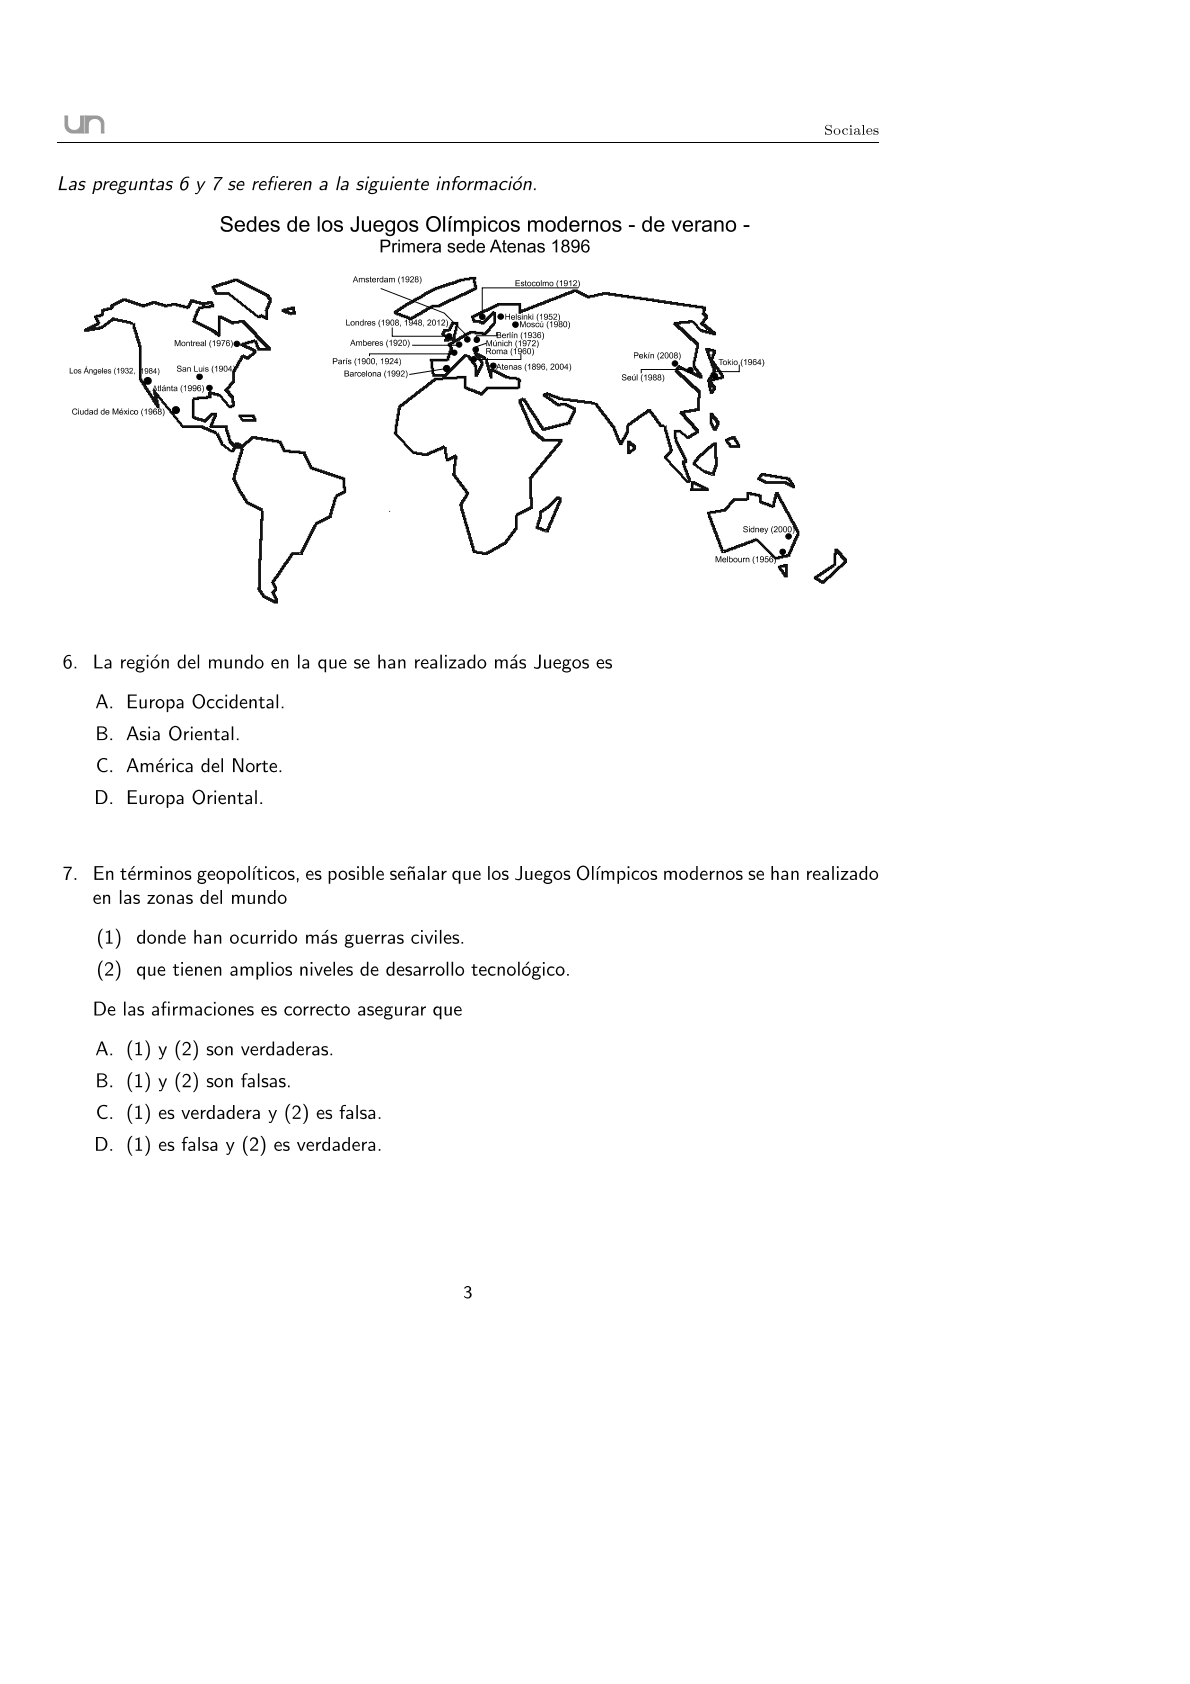 un
Sociales
Las preguntas 6 y 7 se refieren a la siguiente información.
Sedes de los Juegos Olímpicos modernos - de verano -
Primera sede Atenas 1896
Amsterdam (1928)
Estocolmo (1912)
Helsinki (1952)
Londres (1908, 1948, 2012)
Moscú (1980)
Berlín (1936)
Montreal (1976)
Amberes (1920)
Múnich (1972)
Roma (1960)
Pekín (2008)
París (1900, 1924)
Tokio (1964)
Los Ángeles (1932, 1984)
San Luis (1904)
Atenas (1896, 2004)
Barcelona (1992)
Seúl (1988)
Atlánta (1996)
Ciudad de México (1968)
Sidney (2000)
Melbourn (1956)
6. La región del mundo en la que se han realizado más Juegos es
A. Europa Occidental.
B. Asia Oriental.
C. América del Norte.
D. Europa Oriental.
7. En términos geopolíticos, es posible señalar que los Juegos Olímpicos modernos se han realizado
en las zonas del mundo
(1) donde han ocurrido más guerras civiles.
(2) que tienen amplios niveles de desarrollo tecnológico.
De las afirmaciones es correcto asegurar que
A. (1) y (2) son verdaderas.
B. (1) y (2) son falsas.
C. (1) es verdadera y (2) es falsa.
D. (1) es falsa y (2) es verdadera.
3